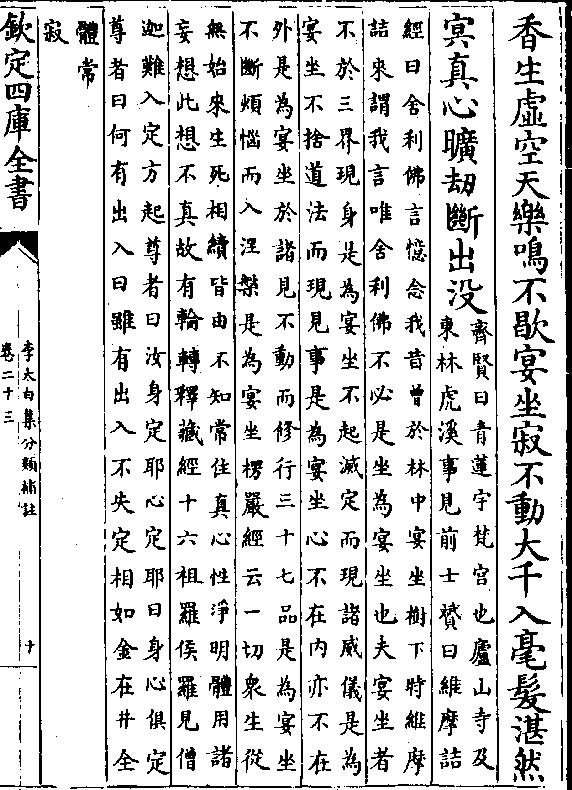 香生虛空天樂鳴不歇宴坐寂不動大千入毫髮湛然
冥真心曠劫斷出没
齊賢曰青蓮宇梵宫也廬山寺及
東林虎溪事見前士贇曰維摩詰
經曰舍利佛言憶念我昔曾於林中宴坐樹下時維摩
詰來謂我言唯舍利佛不必是坐為宴坐也夫宴坐者
不於三界現身是為宴坐不起滅定而現諸威儀是為
宴坐不捨道法而現見事是為宴坐心不在内亦不在
外是為宴坐於諸見不動而修行三十七品是為宴坐
不斷煩惱而入涅槃是為宴坐楞嚴經云一切衆生從
無始來生死相續皆由不知常住真心性淨明體用諸
妄想此想不真故有輪轉釋藏經十六祖羅侯羅見僧
迦難入定方起尊者曰汝身定耶心定耶曰身心俱定
尊者曰何有出入曰雖有出入不失定相如金在井全
體常
寂
欽定四庫全書
李太白集分類補註
卷二十三
十